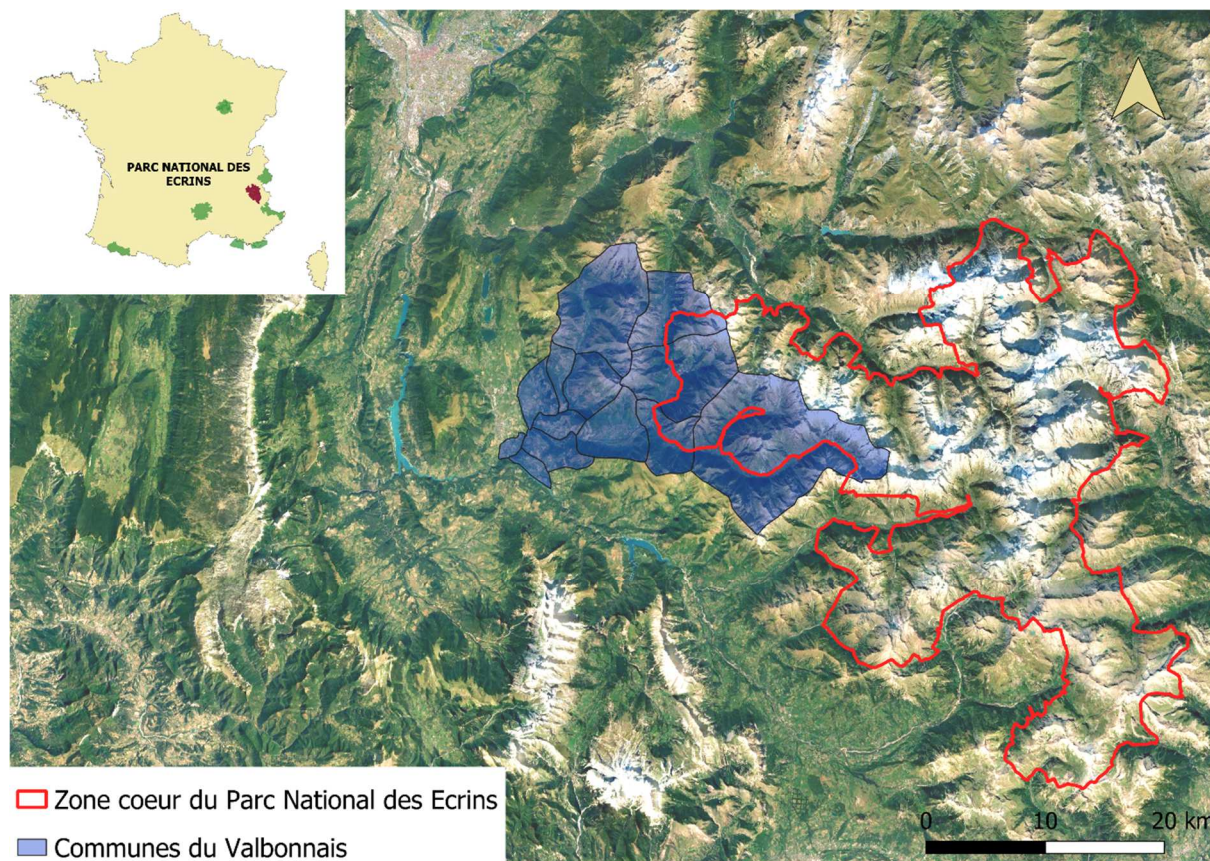 PARC NATIONAL DES
ECRINS
Zone coeur du Parc National des Ecrins
Communes du Valbonnais
0 10 20 km